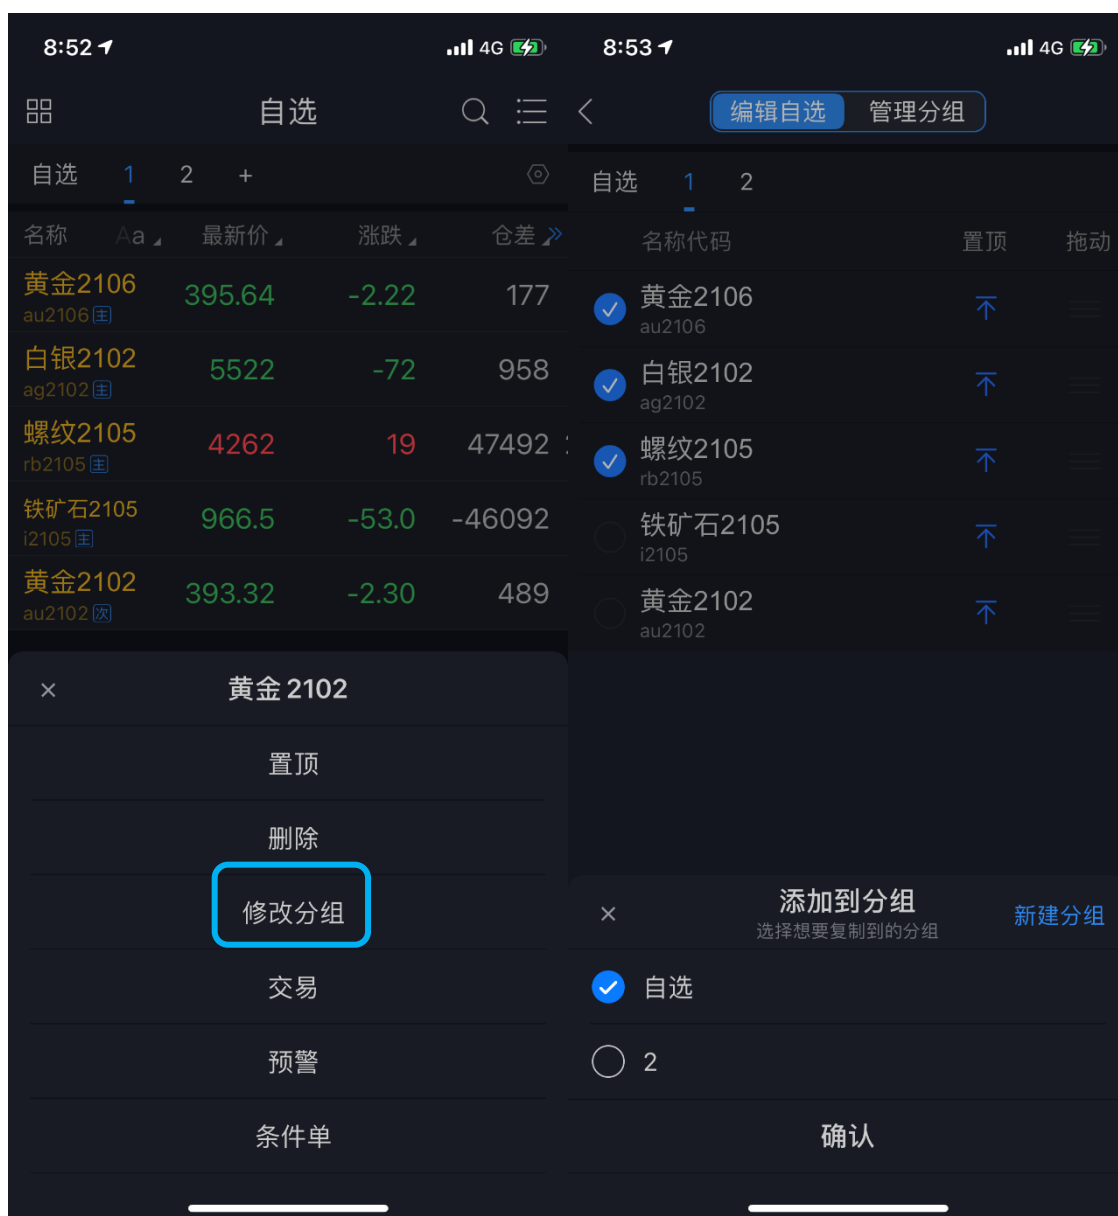 8:52
4G
自选
自选 1 2 +
名称 Aa 最新价 涨跌 仓差
黄金2106 395.64 -2.22 177
au2106 主
白银2102 5522 -72 958
ag2102 主
螺纹2105 4262 19 47492
rb2105 主
铁矿石2105 966.5 -53.0 -46092
i2105 主
黄金2102 393.32 -2.30 489
au2102 次
× 黄金2102
置顶
删除
修改分组
交易
预警
条件单
8:53
4G
编辑自选 管理分组
自选 1 2
名称代码 置顶 拖动
黄金2106
au2106
白银2102
ag2102
螺纹2105
rb2105
铁矿石2105
i2105
黄金2102
au2102
× 添加到分组 新建分组
选择想要复制到的分组
自选
2
确认